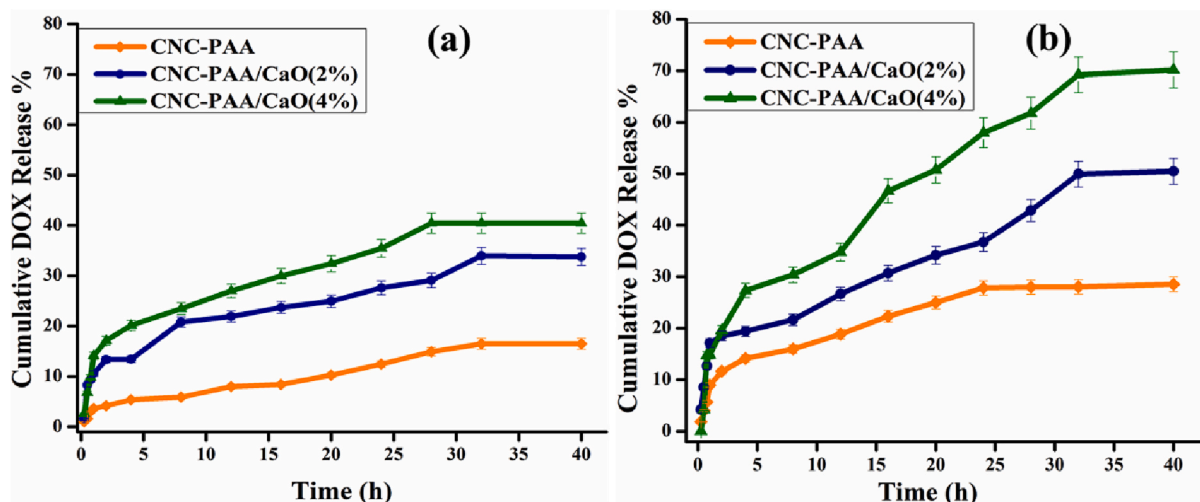 (a)
CNC-PAA
CNC-PAA/CaO(2%)
CNC-PAA/CaO(4%)
Cumulative DOX Release %
80
70
60
50
40
30
20
10
0
0 5 10 15 20 25 30 35 40
Time (h)
(b)
CNC-PAA
CNC-PAA/CaO(2%)
CNC-PAA/CaO(4%)
Cumulative DOX Release %
80
70
60
50
40
30
20
10
0
0 5 10 15 20 25 30 35 40
Time (h)